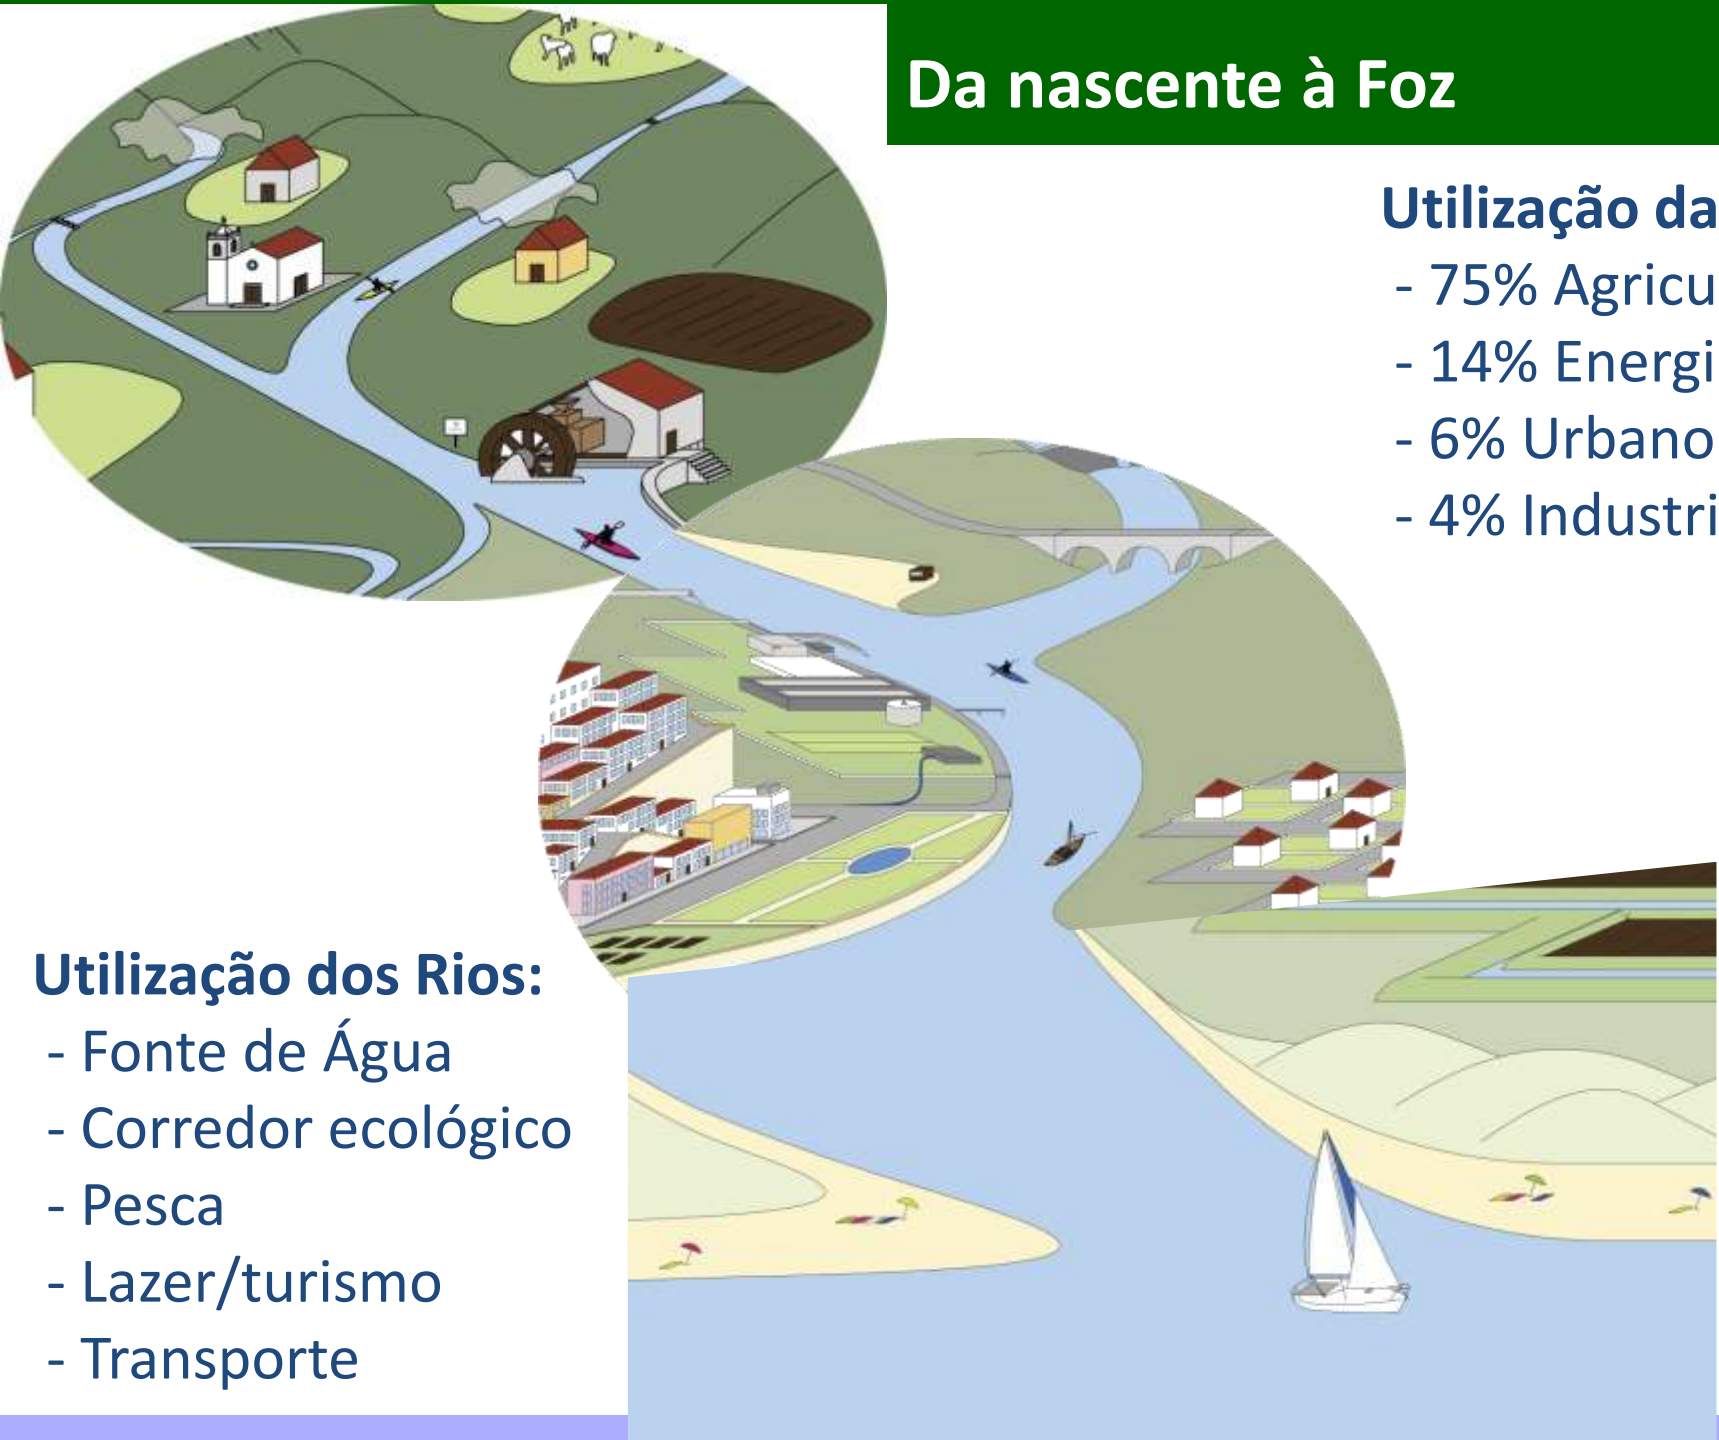 Da nascente à Foz
Utilização da
- 75% Agricu
- 14% Energi
- 6% Urbano
- 4% Industri
Utilização dos Rios:
- Fonte de Água
- Corredor ecológico
- Pesca
- Lazer/turismo
- Transporte